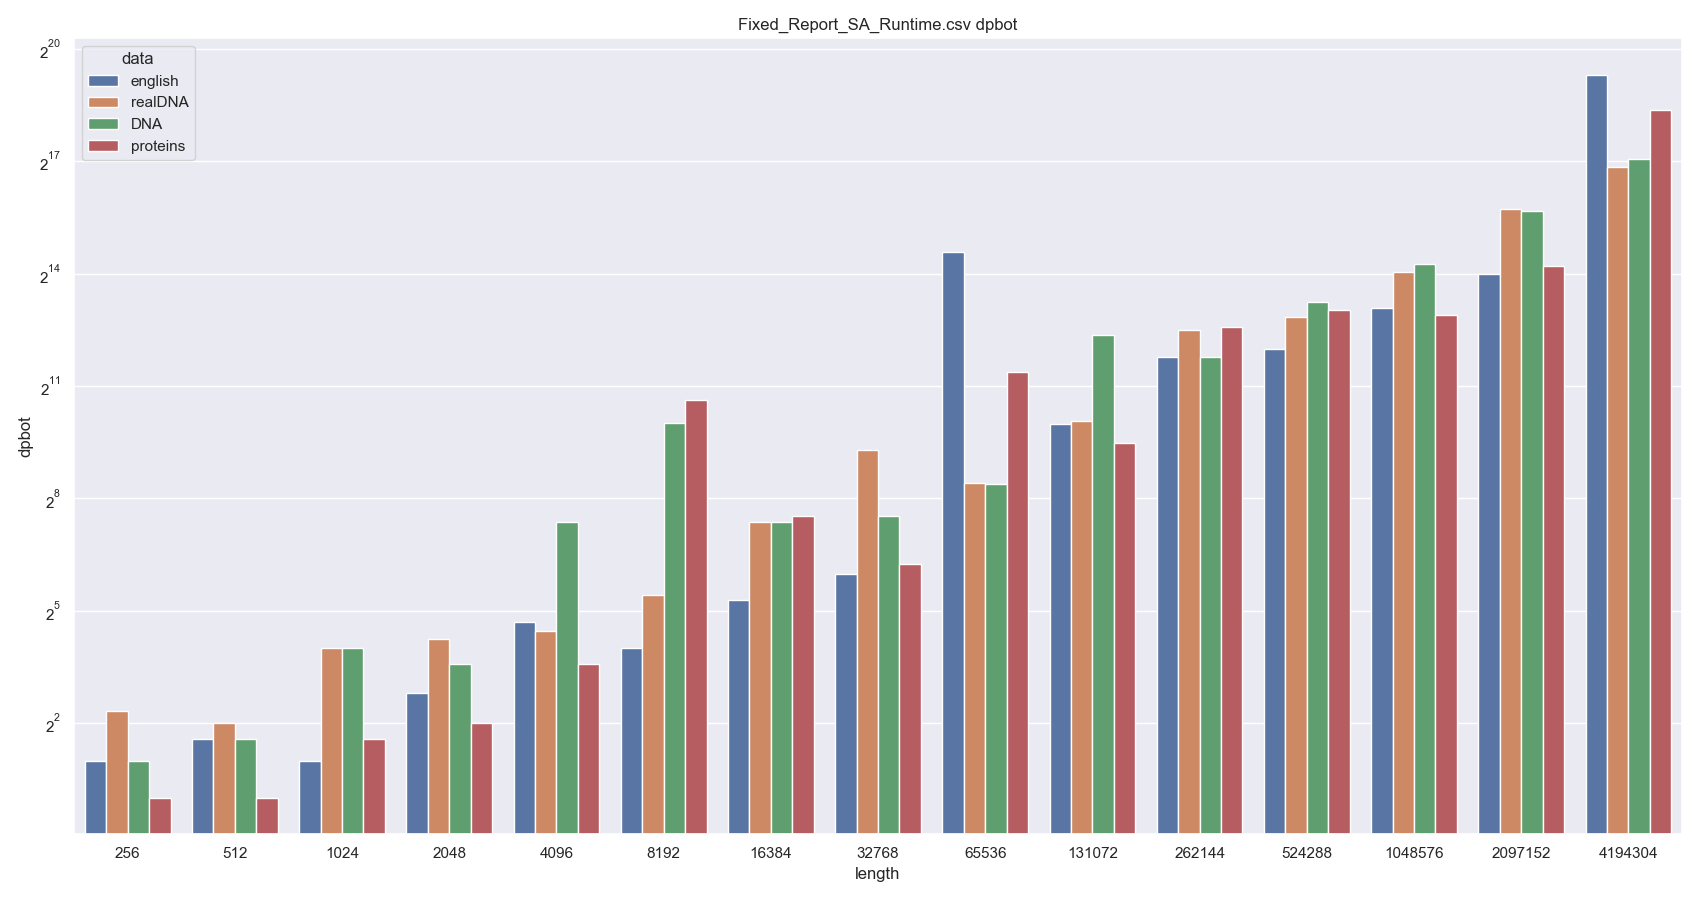 Fixed_Report_SA_Runtime.csv dpbot
data
english
realDNA
DNA
proteins
2^20
2^17
2^14
2^11
2^8
2^5
2^2
dpbot
256 512 1024 2048 4096 8192 16384 32768 65536 131072 262144 524288 1048576 2097152 4194304
length